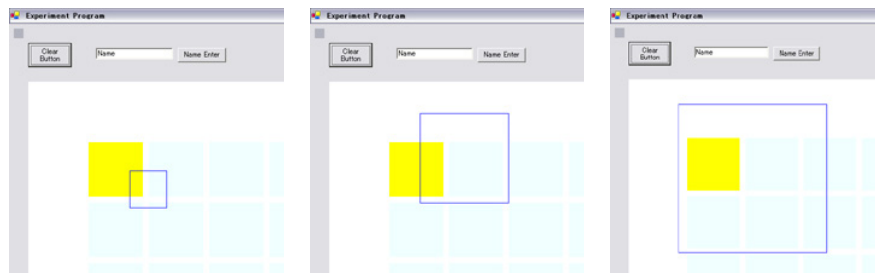 Experiment Program
Clear
Button
Name
Name Enter
Experiment Program
Clear
Button
Name
Name Enter
Experiment Program
Clear
Button
Name
Name Enter